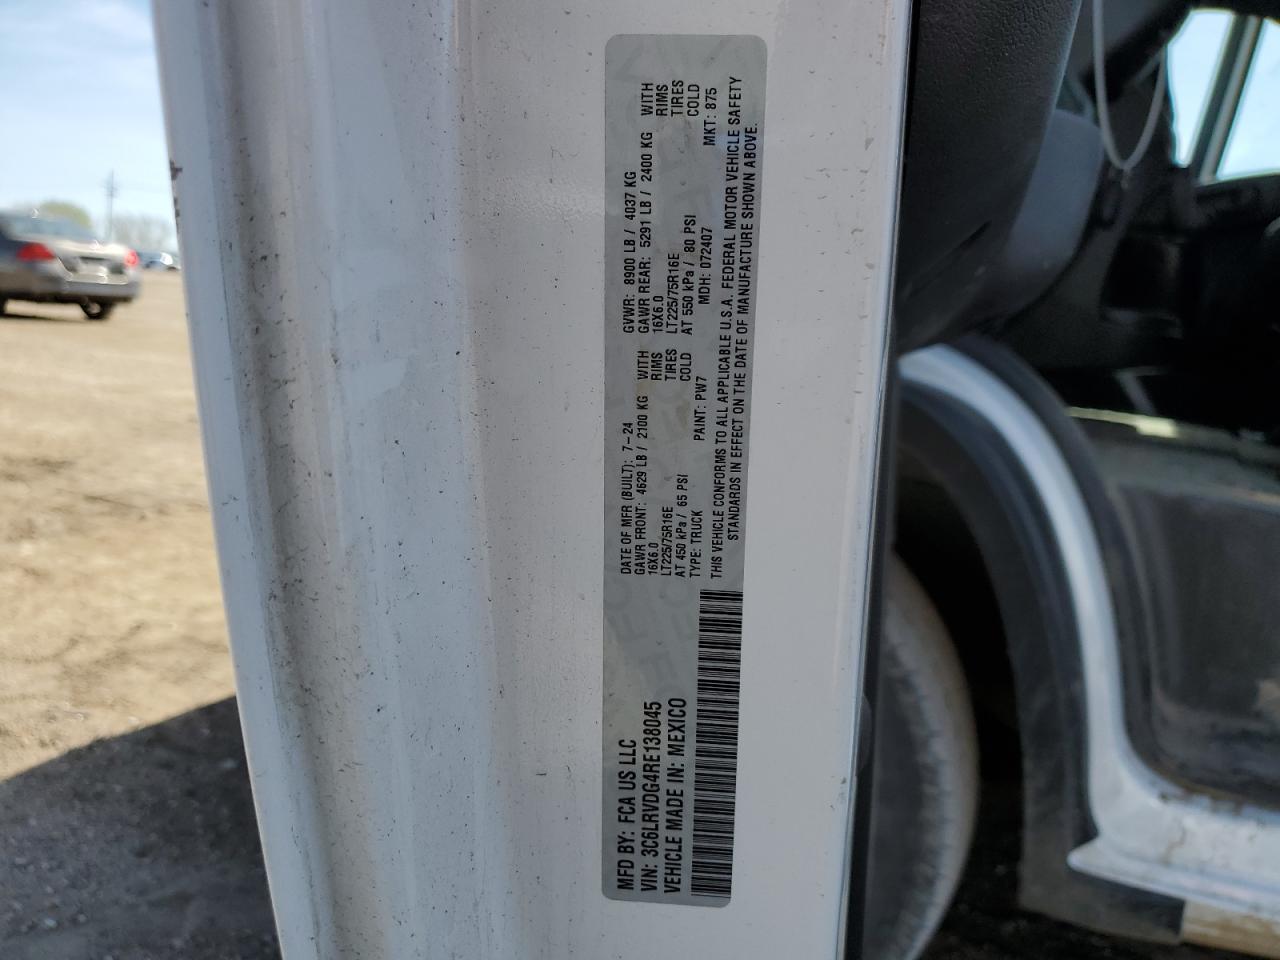 MFD BY: FCA US LLC
VIN: 3C6LRVDG4RE138045
VEHICLE MADE IN: MEXICO
DATE OF MFR (BUILT): 7-24 GVWR: 8900 LB / 4037 KG
GAWR FRONT: 4629 LB / 2100 KG WITH GAWR REAR: 5291 LB / 2400 KG WITH
16X6.0 RIMS 16X6.0 RIMS
LT225/75R16E TIRES LT225/75R16E TIRES
AT 450 kPa / 65 PSI COLD AT 550 kPa / 80 PSI COLD
TYPE: TRUCK PAINT: PW7 MDH: 072407 MKT: 875
THIS VEHICLE CONFORMS TO ALL APPLICABLE U.S.A. FEDERAL MOTOR VEHICLE SAFETY
STANDARDS IN EFFECT ON THE DATE OF MANUFACTURE SHOWN ABOVE.